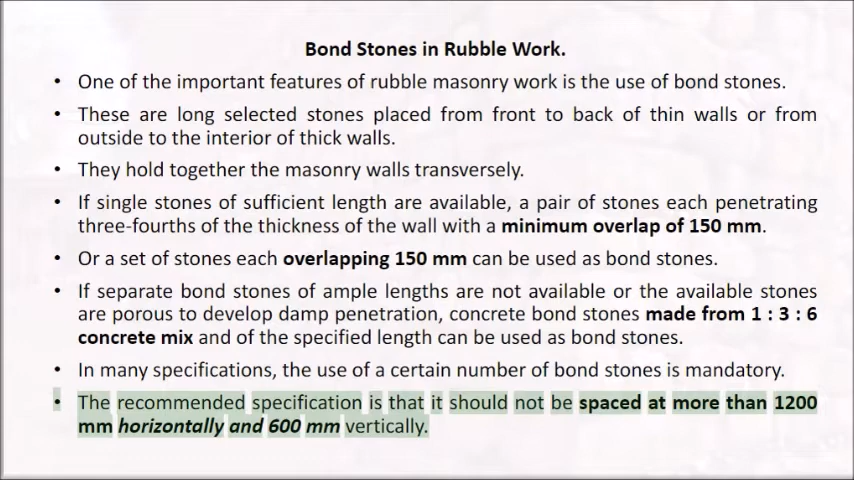 Bond Stones in Rubble Work.
• One of the important features of rubble masonry work is the use of bond stones.
• These are long selected stones placed from front to back of thin walls or from
outside to the interior of thick walls.
• They hold together the masonry walls transversely.
• If single stones of sufficient length are available, a pair of stones each penetrating
three-fourths of the thickness of the wall with a minimum overlap of 150 mm.
• Or a set of stones each overlapping 150 mm can be used as bond stones.
• If separate bond stones of ample lengths are not available or the available stones
are porous to develop damp penetration, concrete bond stones made from 1 : 3 : 6
concrete mix and of the specified length can be used as bond stones.
• In many specifications, the use of a certain number of bond stones is mandatory.
• The recommended specification is that it should not be spaced at more than 1200
mm horizontally and 600 mm vertically.